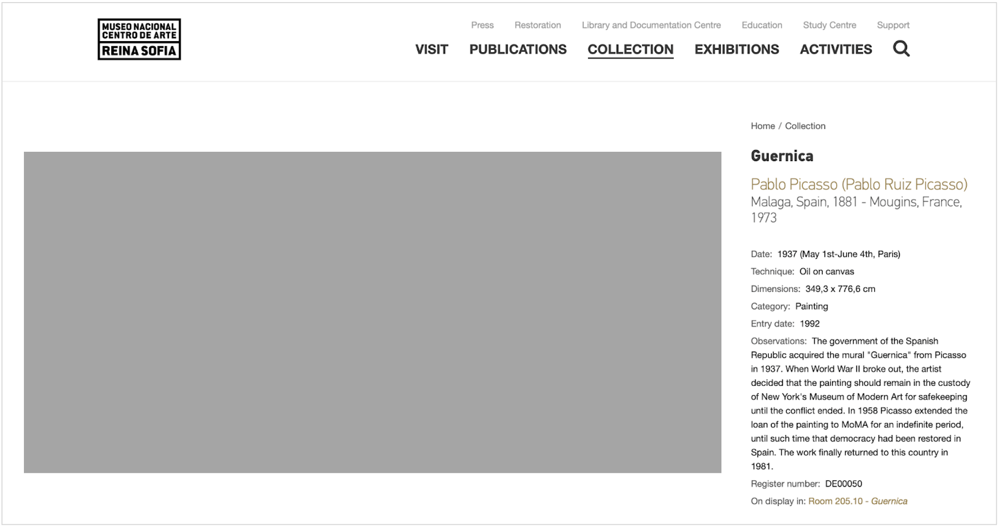 MUSEO NACIONAL
CENTRO DE ARTE
REINA SOFIA
Press Restoration Library and Documentation Centre Education Study Centre Support
VISIT PUBLICATIONS COLLECTION EXHIBITIONS ACTIVITIES
Home / Collection
Guernica
Pablo Picasso (Pablo Ruiz Picasso)
Malaga, Spain, 1881 - Mougins, France,
1973
Date: 1937 (May 1st-June 4th, Paris)
Technique: Oil on canvas
Dimensions: 349,3 x 776,6 cm
Category: Painting
Entry date: 1992
Observations: The government of the Spanish
Republic acquired the mural "Guernica" from Picasso
in 1937. When World War II broke out, the artist
decided that the painting should remain in the custody
of New York's Museum of Modern Art for safekeeping
until the conflict ended. In 1958 Picasso extended the
loan of the painting to MoMA for an indefinite period,
until such time that democracy had been restored in
Spain. The work finally returned to this country in
1981.
Register number: DE00050
On display in: Room 205.10 - Guernica